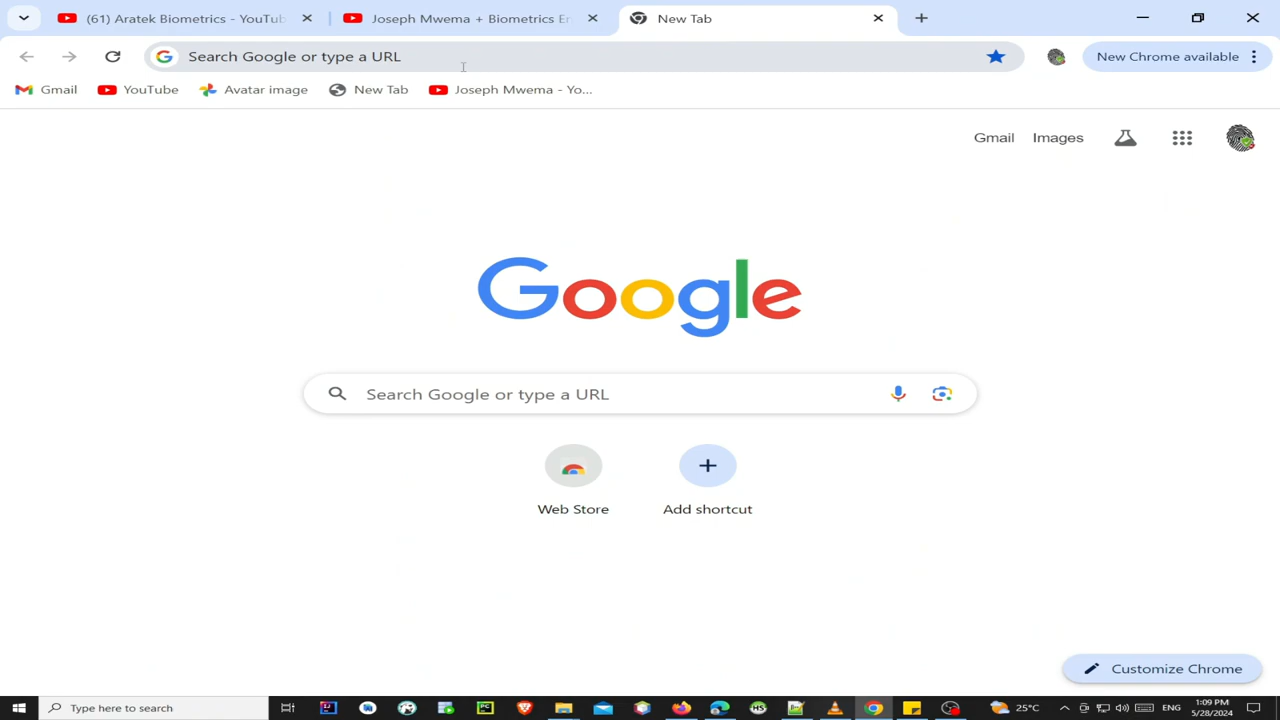 (61) Aratek Biometrics - YouTub
Joseph Mwema + Biometrics En
New Tab
Search Google or type a URL
New Chrome available
Gmail
YouTube
Avatar image
New Tab
Joseph Mwema - Yo...
Gmail
Images
Google
Search Google or type a URL
Web Store
Add shortcut
Customize Chrome
Type here to search
25°C
ENG
1:09 PM
5/28/2024